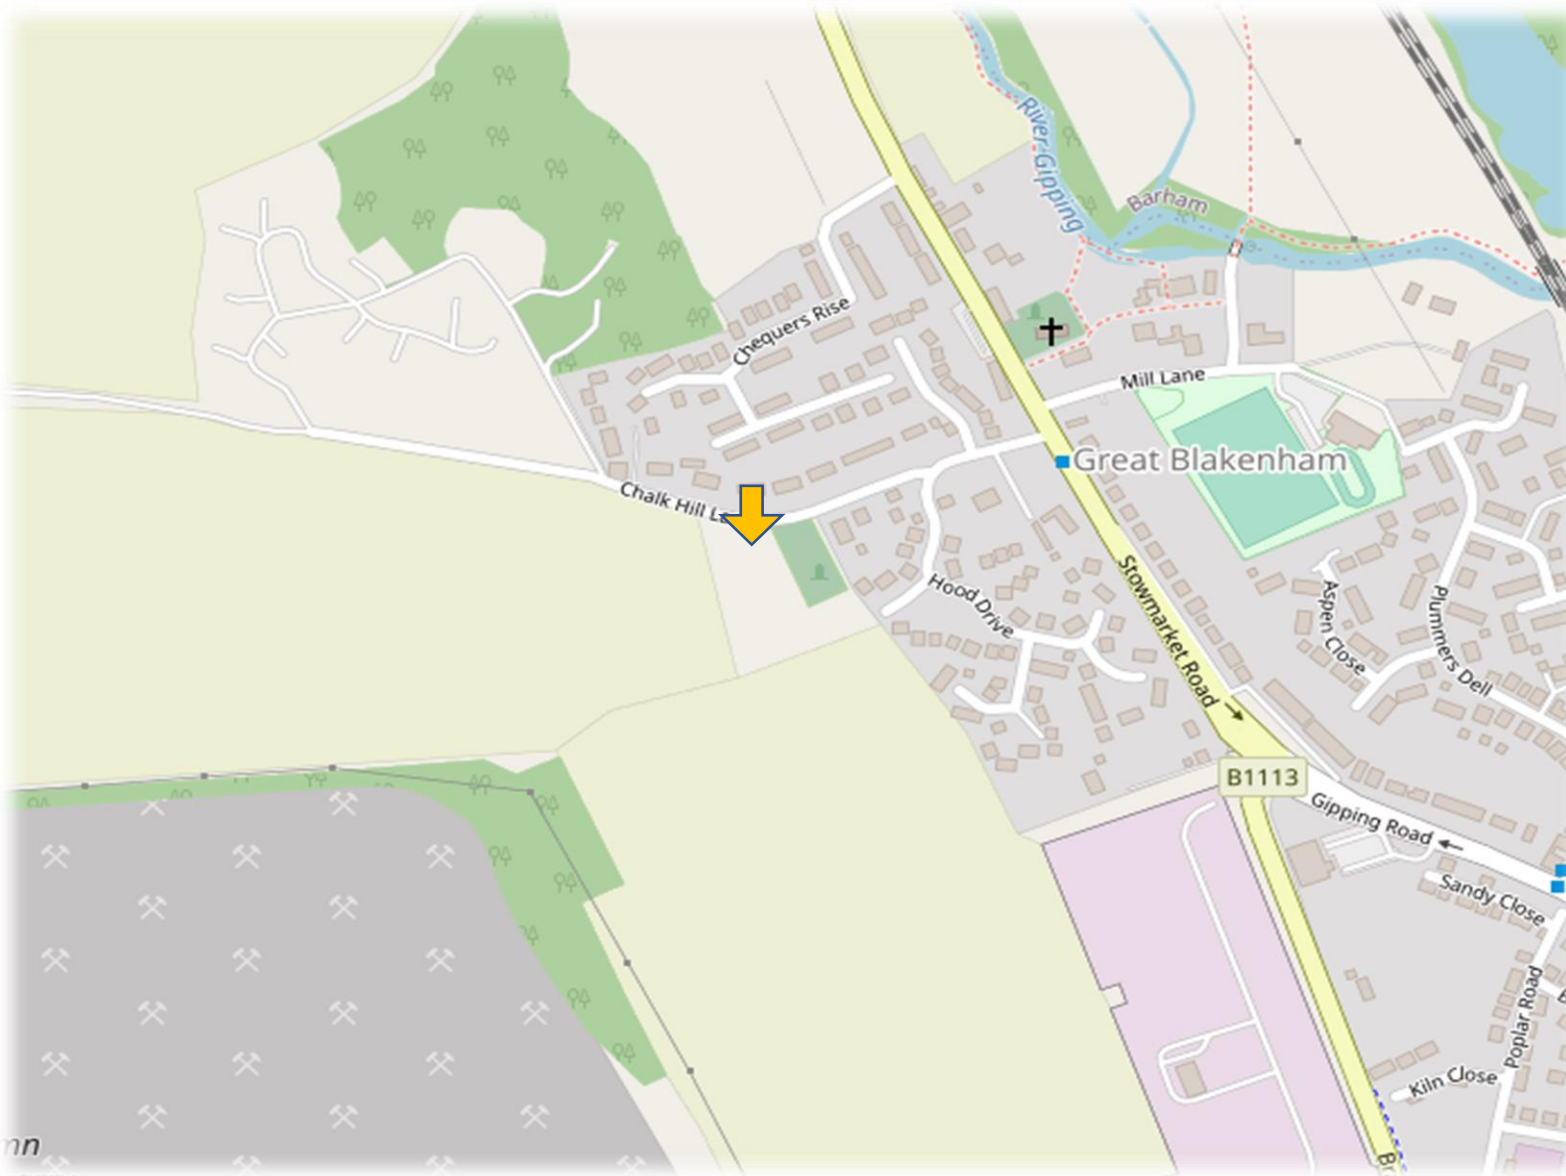 River Gipping
Barham
Chequers Rise
Mill Lane
Great Blakenham
Chalk Hill
Hood Drive
Stowmarket Road
Aspen Close
Plummers Dell
B1113
Gipping Road
Sandy Close
Poplar Road
Kiln Close